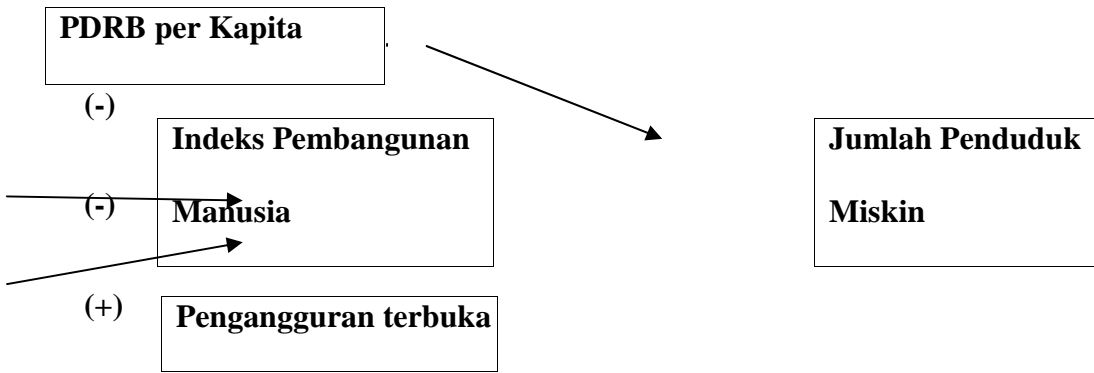 PDRB per Kapita
(-)
Indeks Pembangunan
Jumlah Penduduk
(-)
Manusia
Miskin
(+)
Pengangguran terbuka